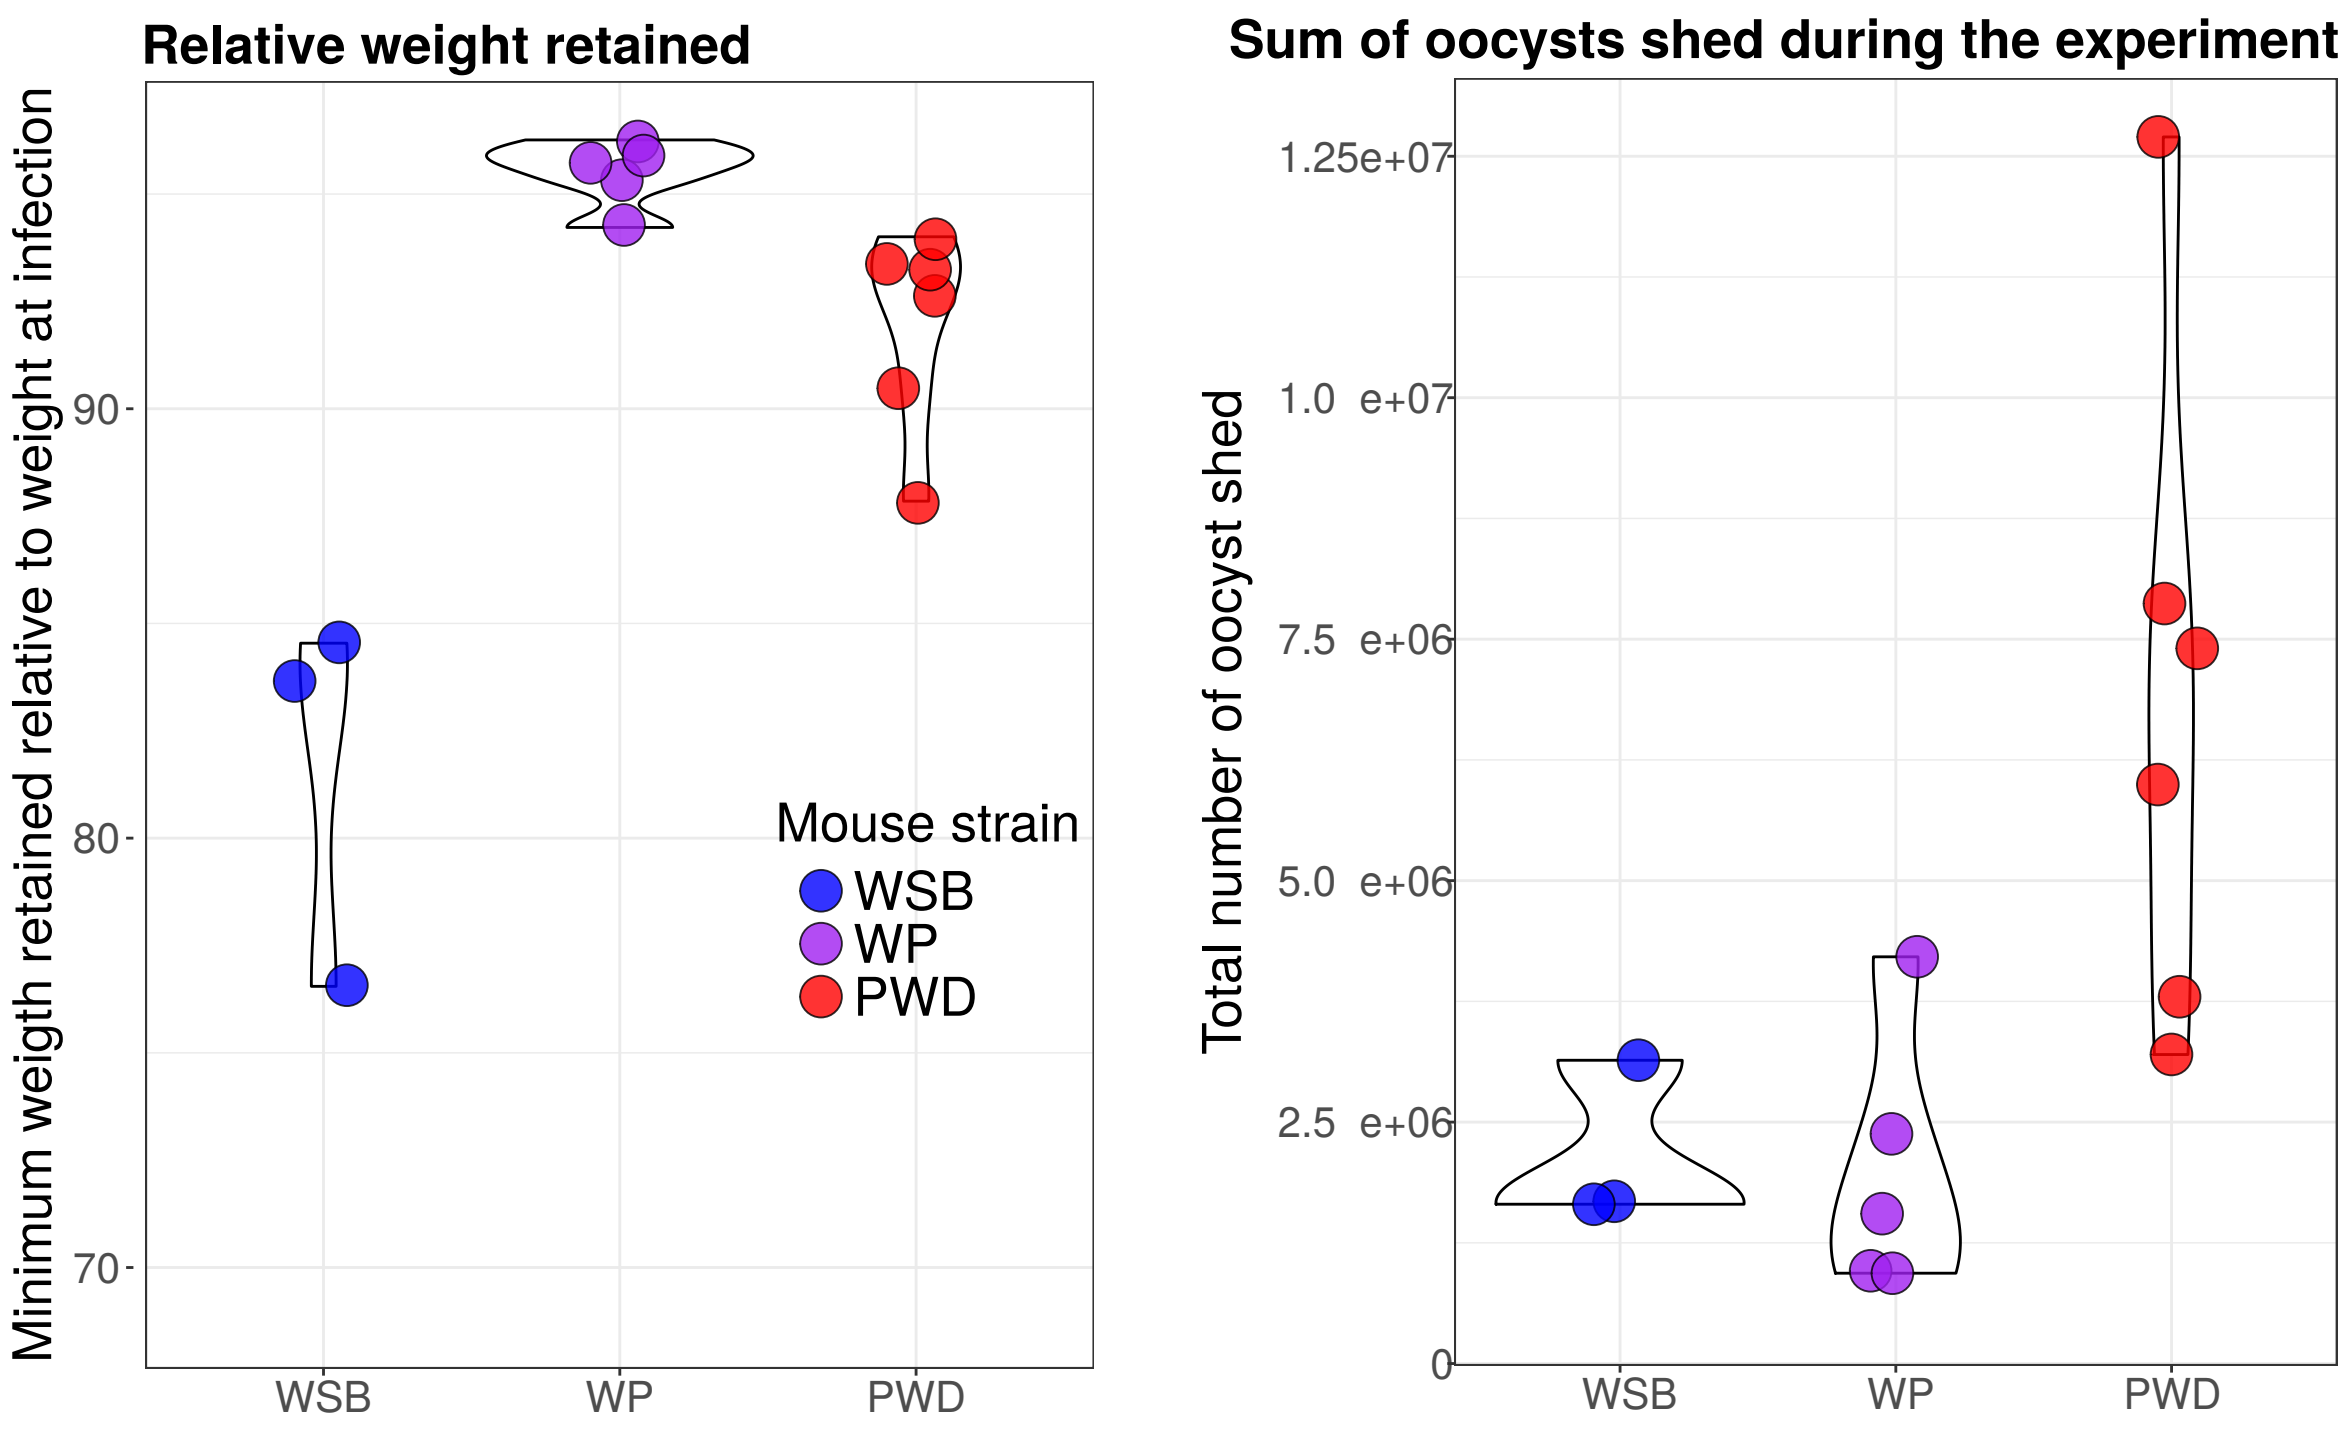 Relative weight retained
Minimum weigth retained relative to weight at infection
90
80
70
WSB
WP
PWD
Mouse strain
WSB
WP
PWD
Sum of oocysts shed during the experiment
Total number of oocyst shed
1.25e+07
1.0 e+07
7.5 e+06
5.0 e+06
2.5 e+06
0
WSB
WP
PWD